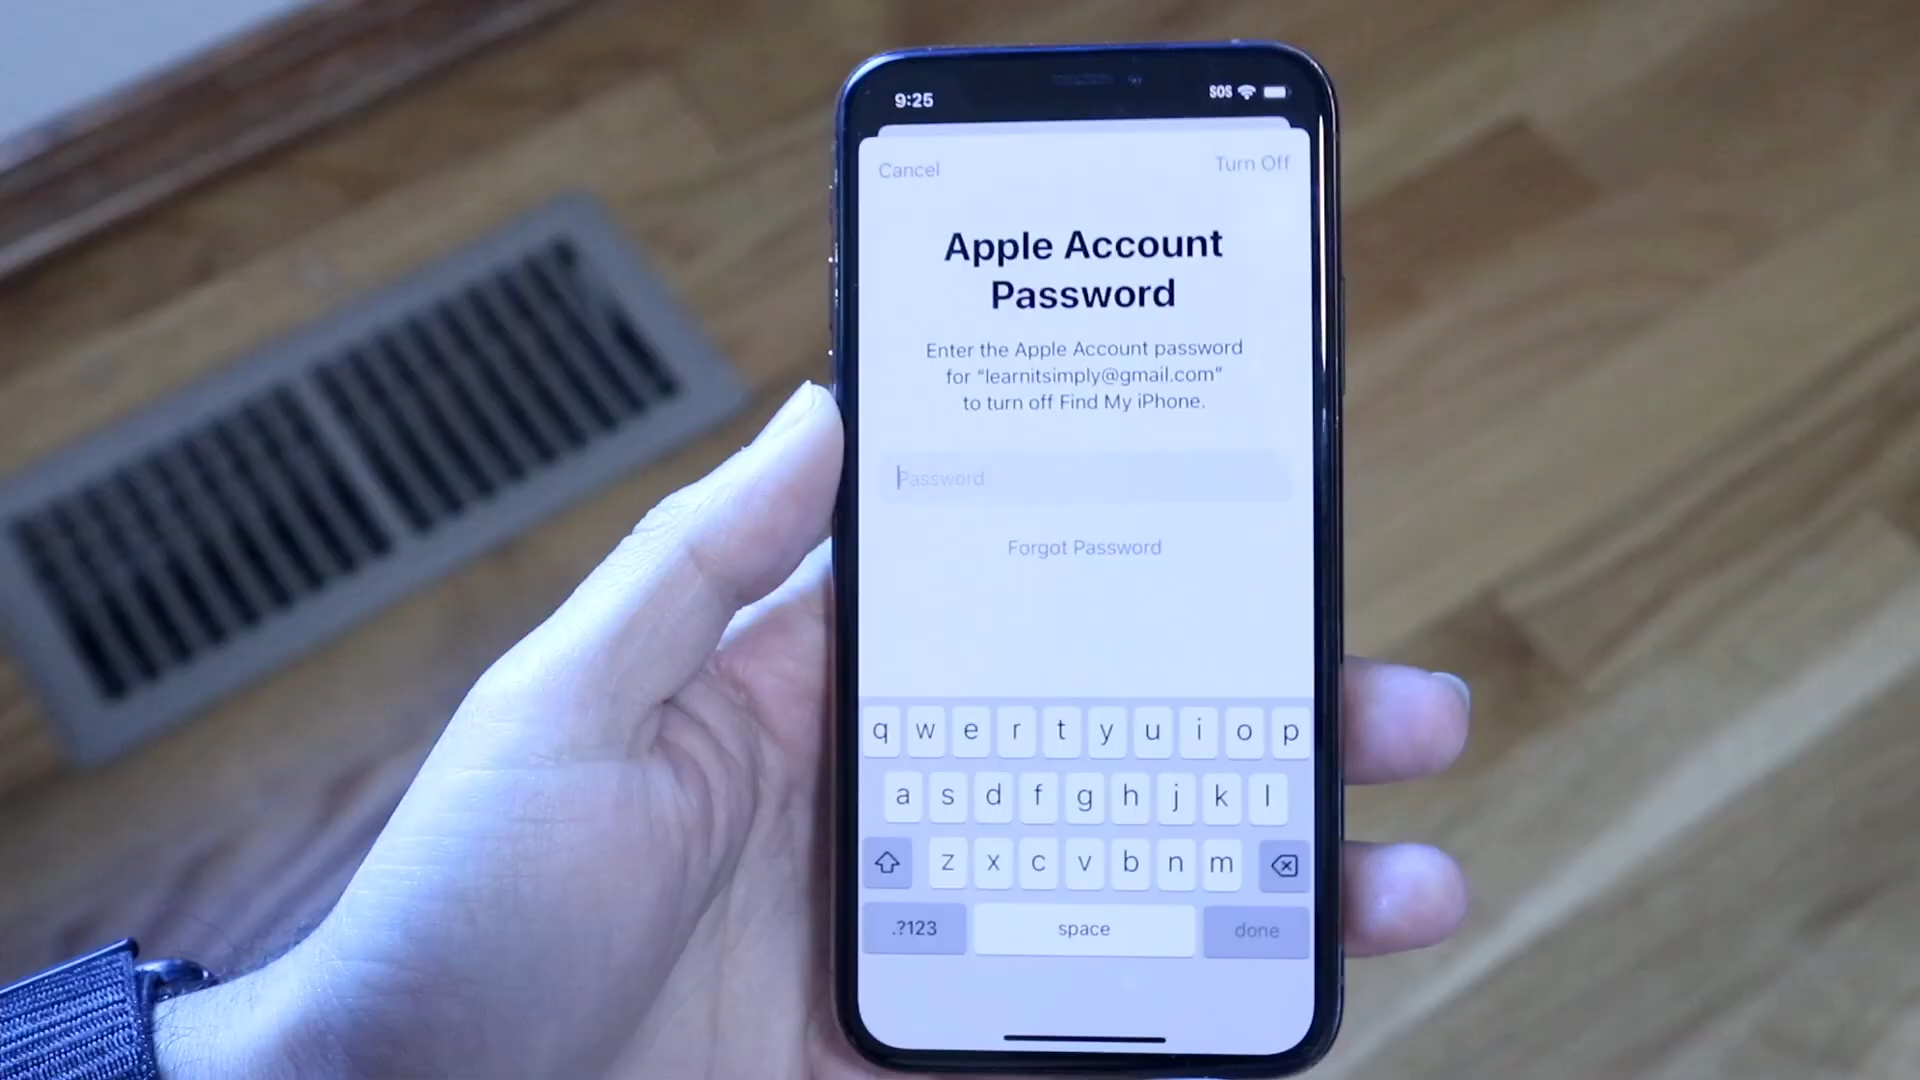 9:25 SOS
Cancel Turn Off
Apple Account
Password
Enter the Apple Account password
for “learnitsimply@gmail.com”
to turn off Find My iPhone.
Password
Forgot Password
q w e r t y u i o p
a s d f g h j k l
z x c v b n m
.?123 space done